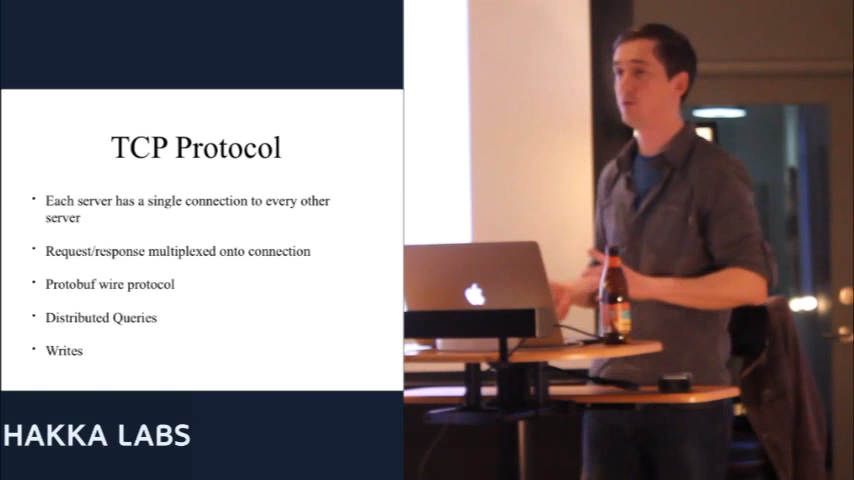 TCP Protocol
• Each server has a single connection to every other
server
• Request/response multiplexed onto connection
• Protobuf wire protocol
• Distributed Queries
• Writes
HAKKA LABS